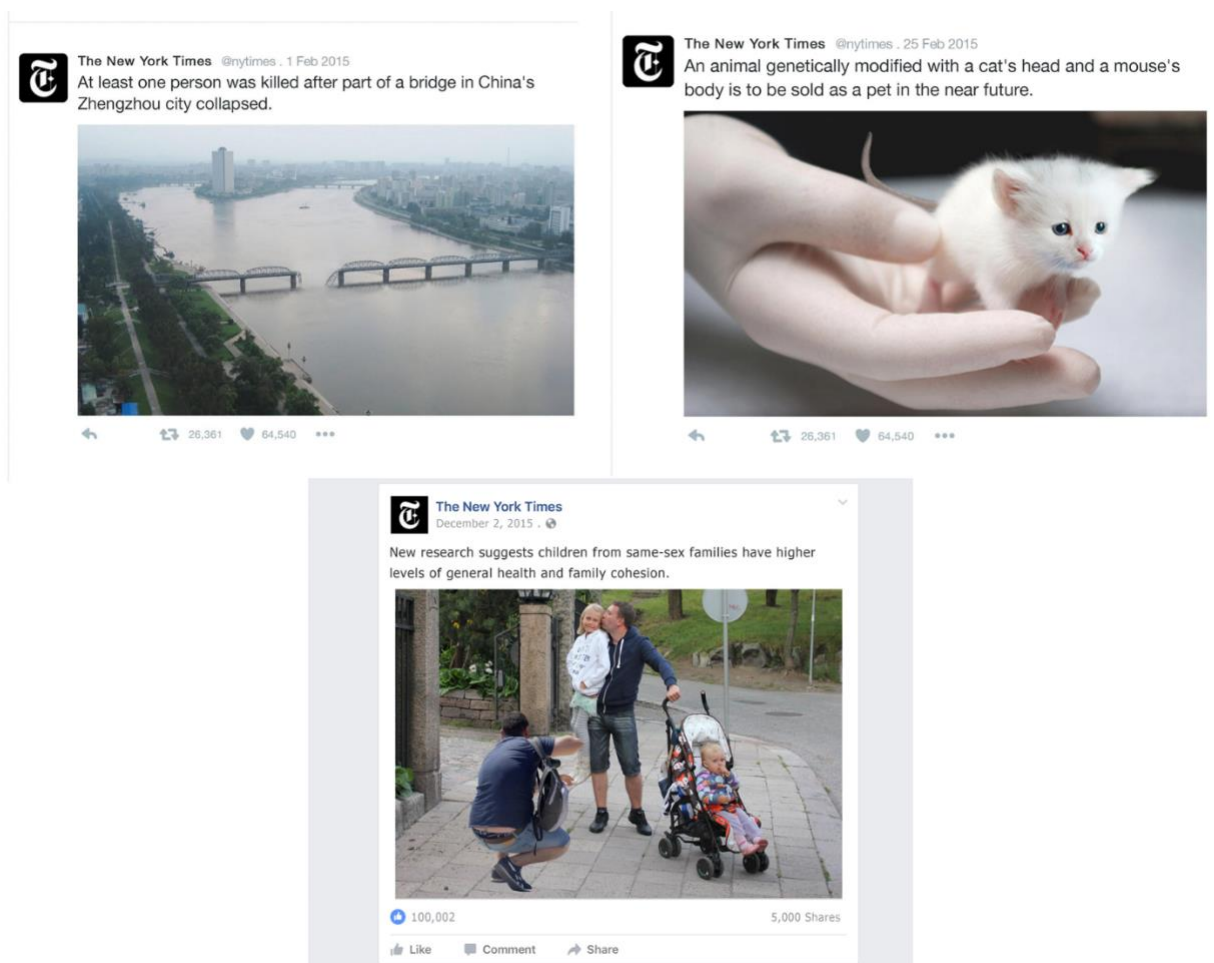 The New York Times @nytimes . 1 Feb 2015
At least one person was killed after part of a bridge in China's
Zhengzhou city collapsed.
26,361 64,540
The New York Times @nytimes . 25 Feb 2015
An animal genetically modified with a cat's head and a mouse's
body is to be sold as a pet in the near future.
26,361 64,540
The New York Times
December 2, 2015 .
New research suggests children from same-sex families have higher
levels of general health and family cohesion.
100,002 5,000 Shares
Like Comment Share